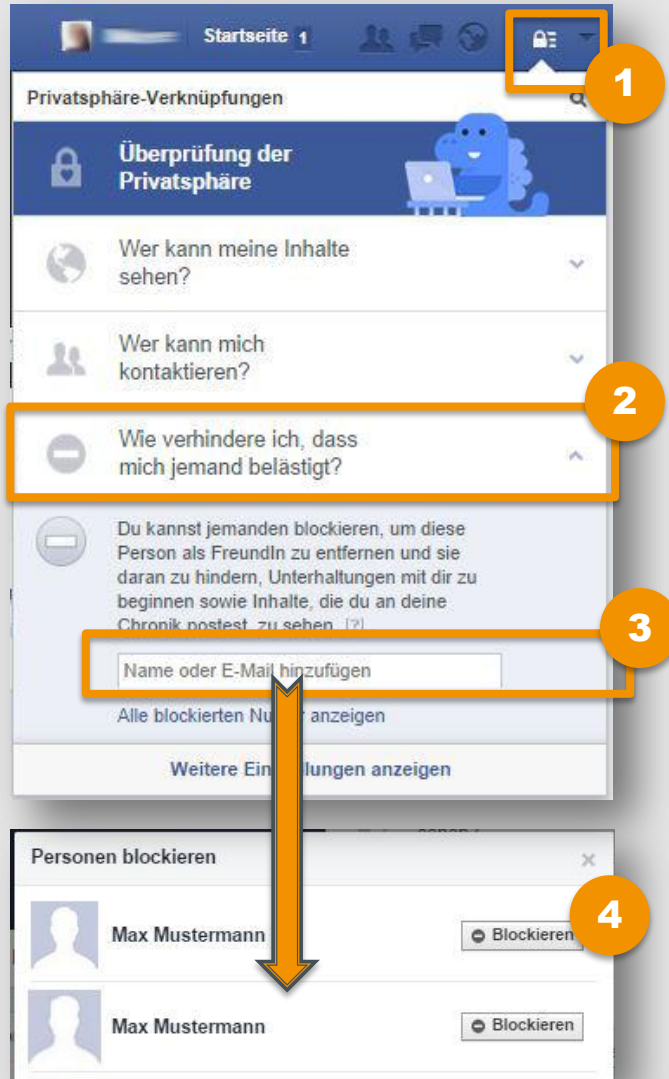 Startseite 1
1
Privatsphäre-Verknüpfungen
Überprüfung der
Privatsphäre
Wer kann meine Inhalte
sehen?
Wer kann mich
kontaktieren?
2
Wie verhindere ich, dass
mich jemand belästigt?
Du kannst jemanden blockieren, um diese
Person als FreundIn zu entfernen und sie
daran zu hindern, Unterhaltungen mit dir zu
beginnen sowie Inhalte, die du an deine
Chronik postest, zu sehen. [?]
3
Name oder E-Mail hinzufügen
Alle blockierten anzeigen
Weitere anzeigen
Personen blockieren
4
Max Mustermann Blockieren
Max Mustermann Blockieren